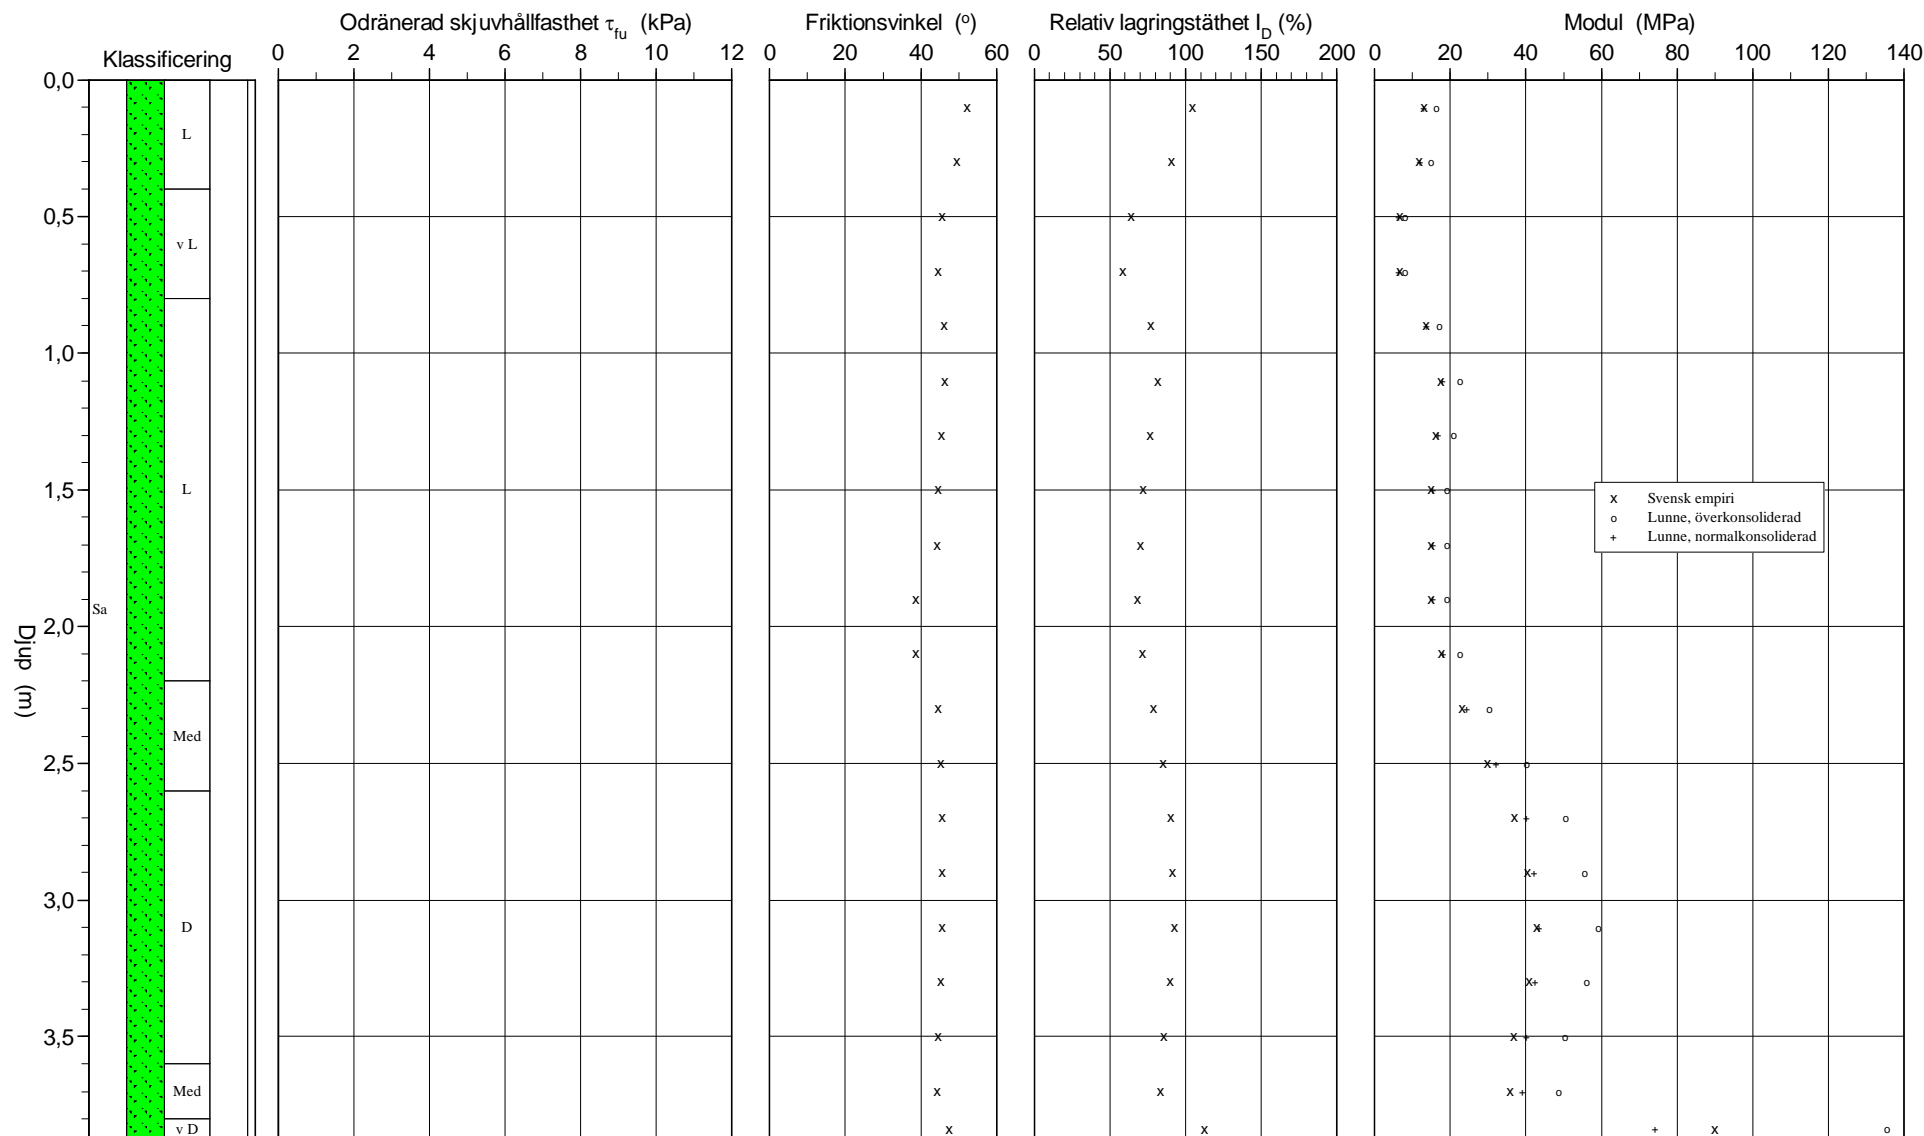 Odränerad skjuvhållfasthet τfu (kPa)
Friktionsvinkel (o)
Relativ lagringstäthet ID (%)
Modul (MPa)
Klassificering
0 2 4 6 8 10 12
0 20 40 60
0 50 100 150 200
0 20 40 60 80 100 120 140
0,0
L
0,5
v L
1,0
L
1,5
x Svensk empiri
o Lunne, överkonsoliderad
+ Lunne, normalkonsoliderad
Sa
2,0
Djup (m)
Med
2,5
3,0
D
3,5
Med
v D